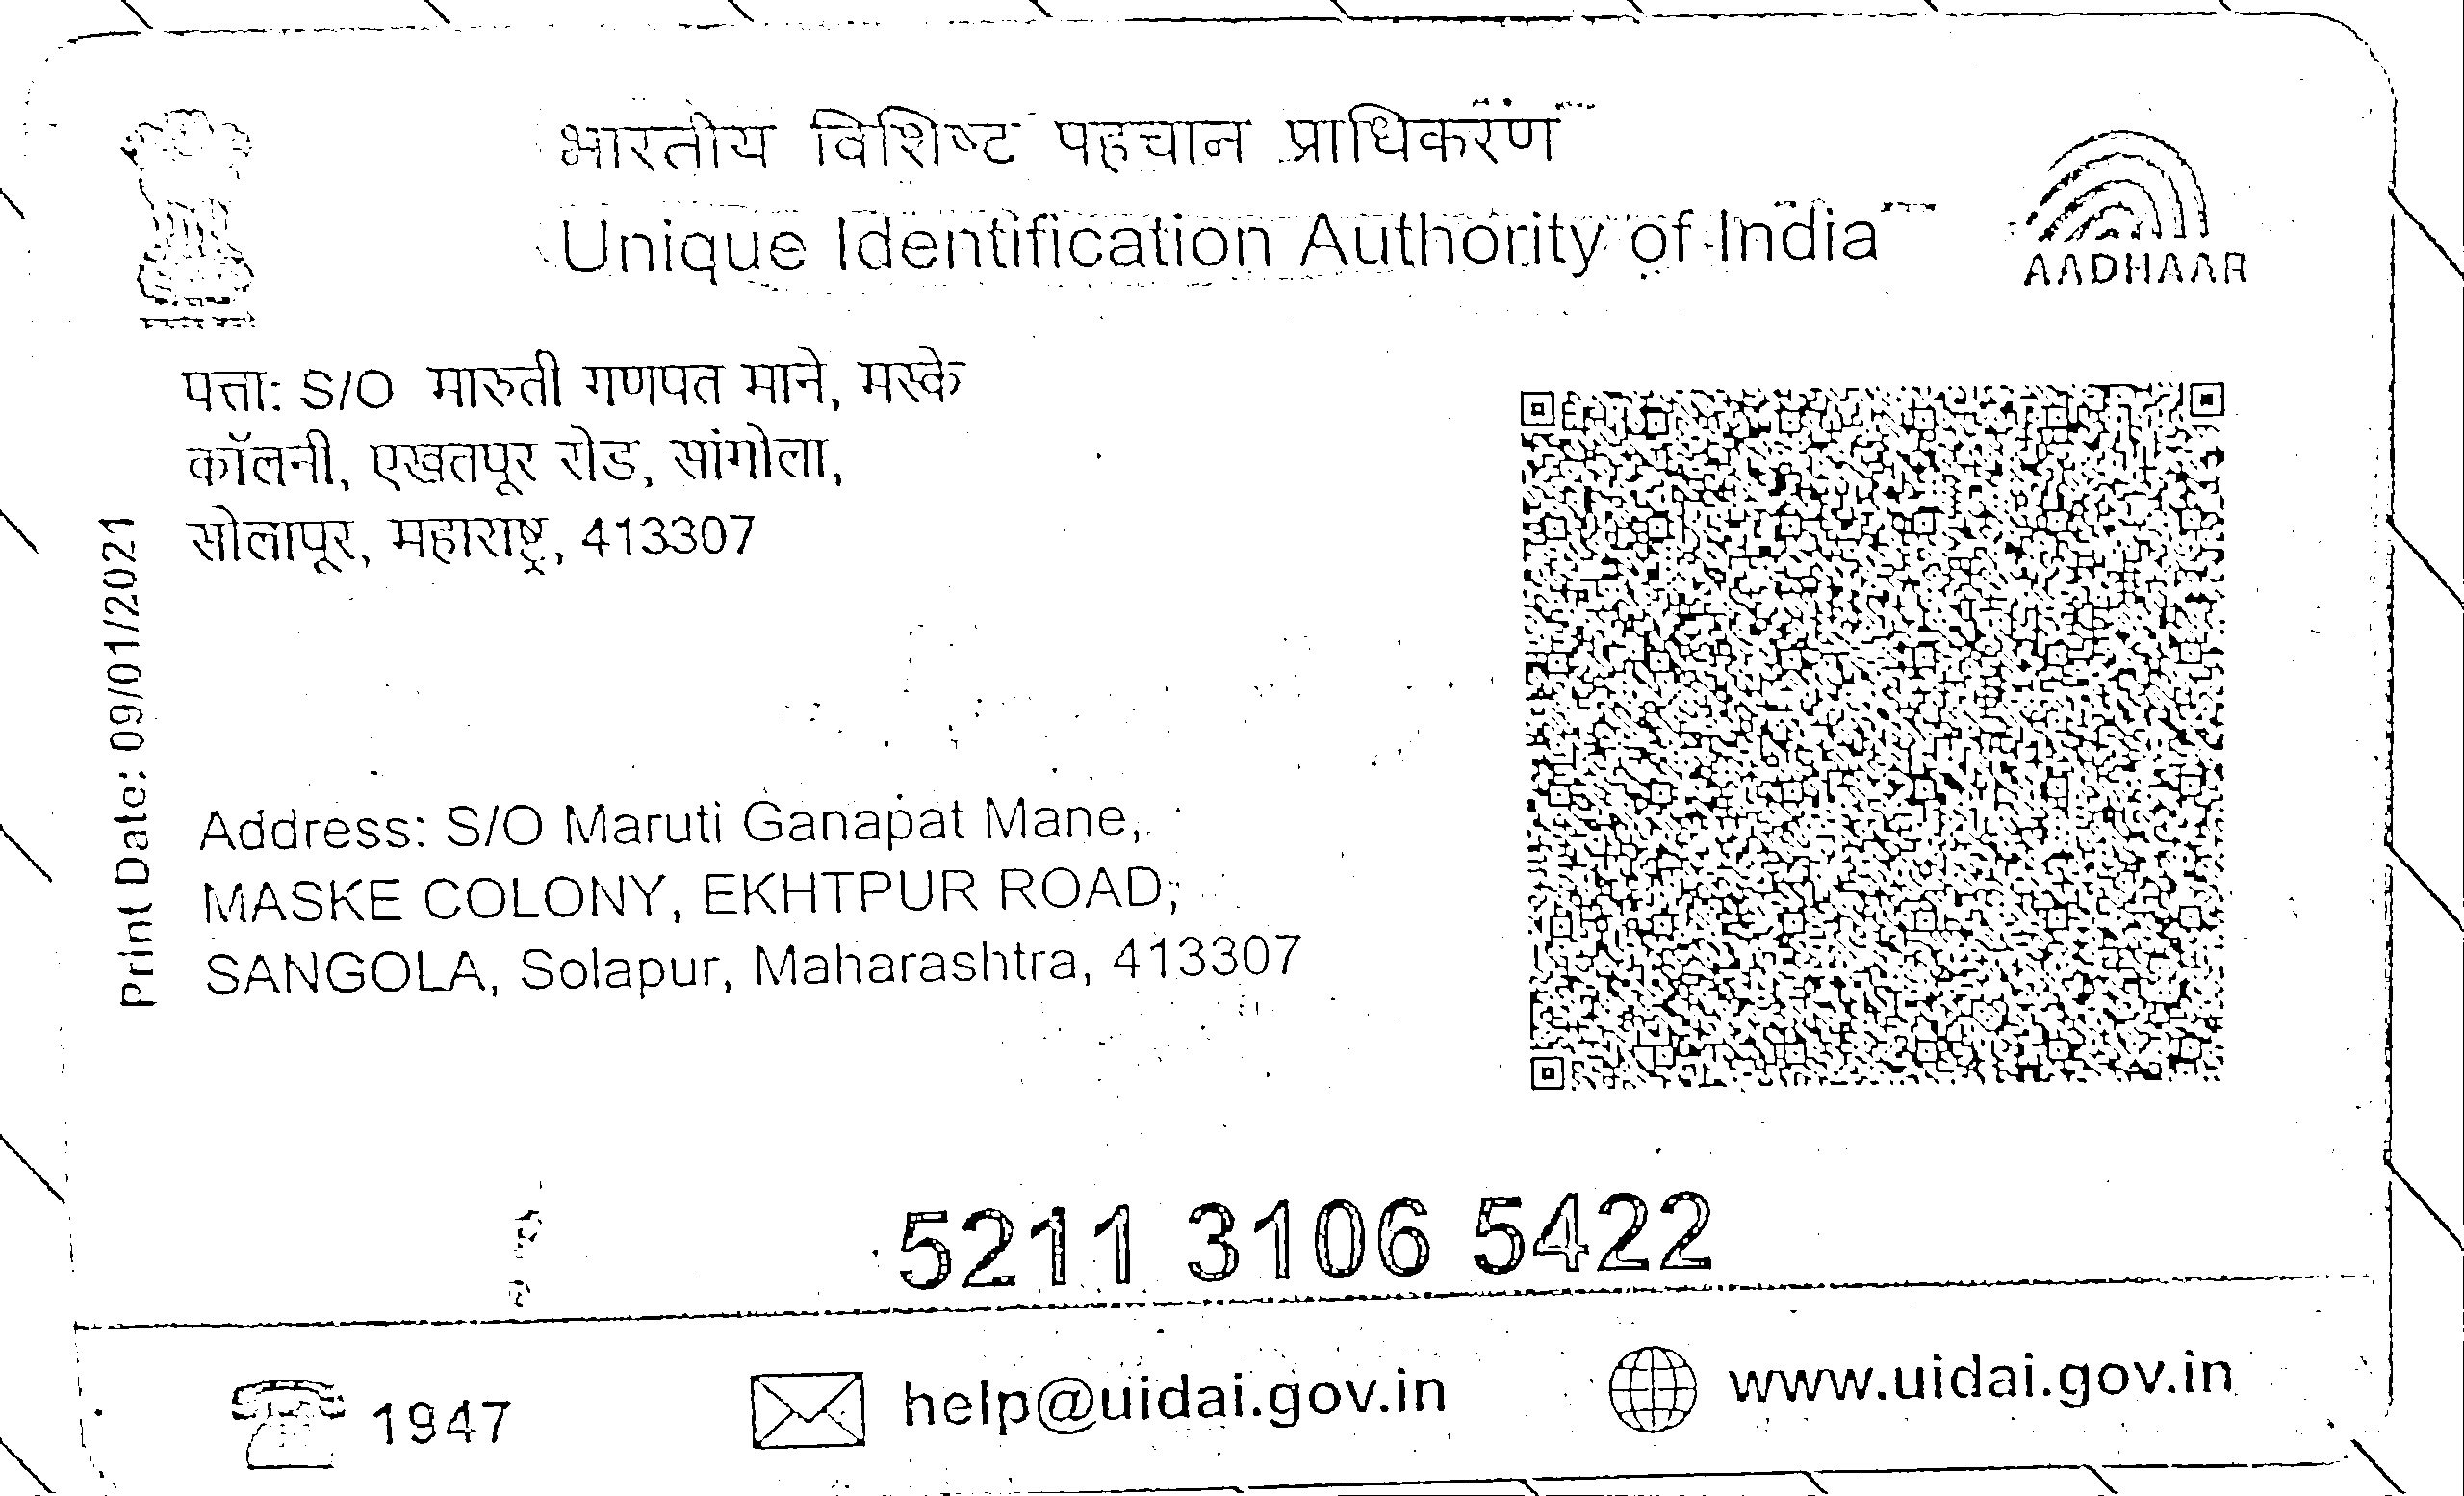 भारतीय विशिष्ट पहचान प्राधिकरण
Unique Identification Authority of India
AADHAAR
पत्ता: S/O मारुती गणपत माने, मस्के
कॉलनी, एखतपूर रोड, सांगोला,
सोलापूर, महाराष्ट्र, 413307
Print Date: 09/01/2021
Address: S/O Maruti Ganapat Mane,
MASKE COLONY, EKHTPUR ROAD,
SANGOLA, Solapur, Maharashtra, 413307
5211 3106 5422
1947
help@uidai.gov.in
www.uidai.gov.in